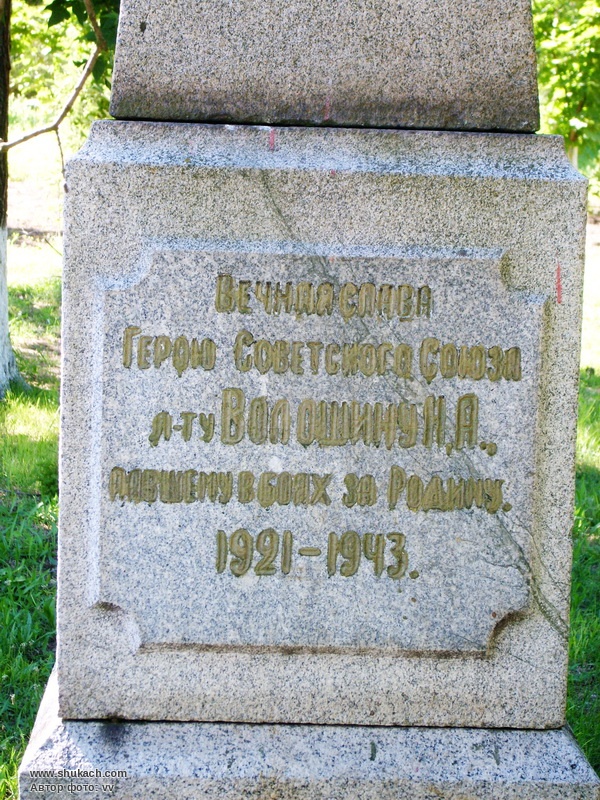 Вечная слава
Герою Советского Союза
л-ту Волошину Н.А.,
павшему в боях за Родину.
1921-1943.
www.shukach.com
Автор фото: vv